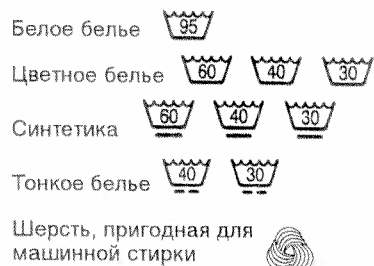 Белое белье 95
Цветное белье 60 40 30
Синтетика 60 40 30
Тонкое белье 40 30
Шерсть, пригодная для
машинной стирки